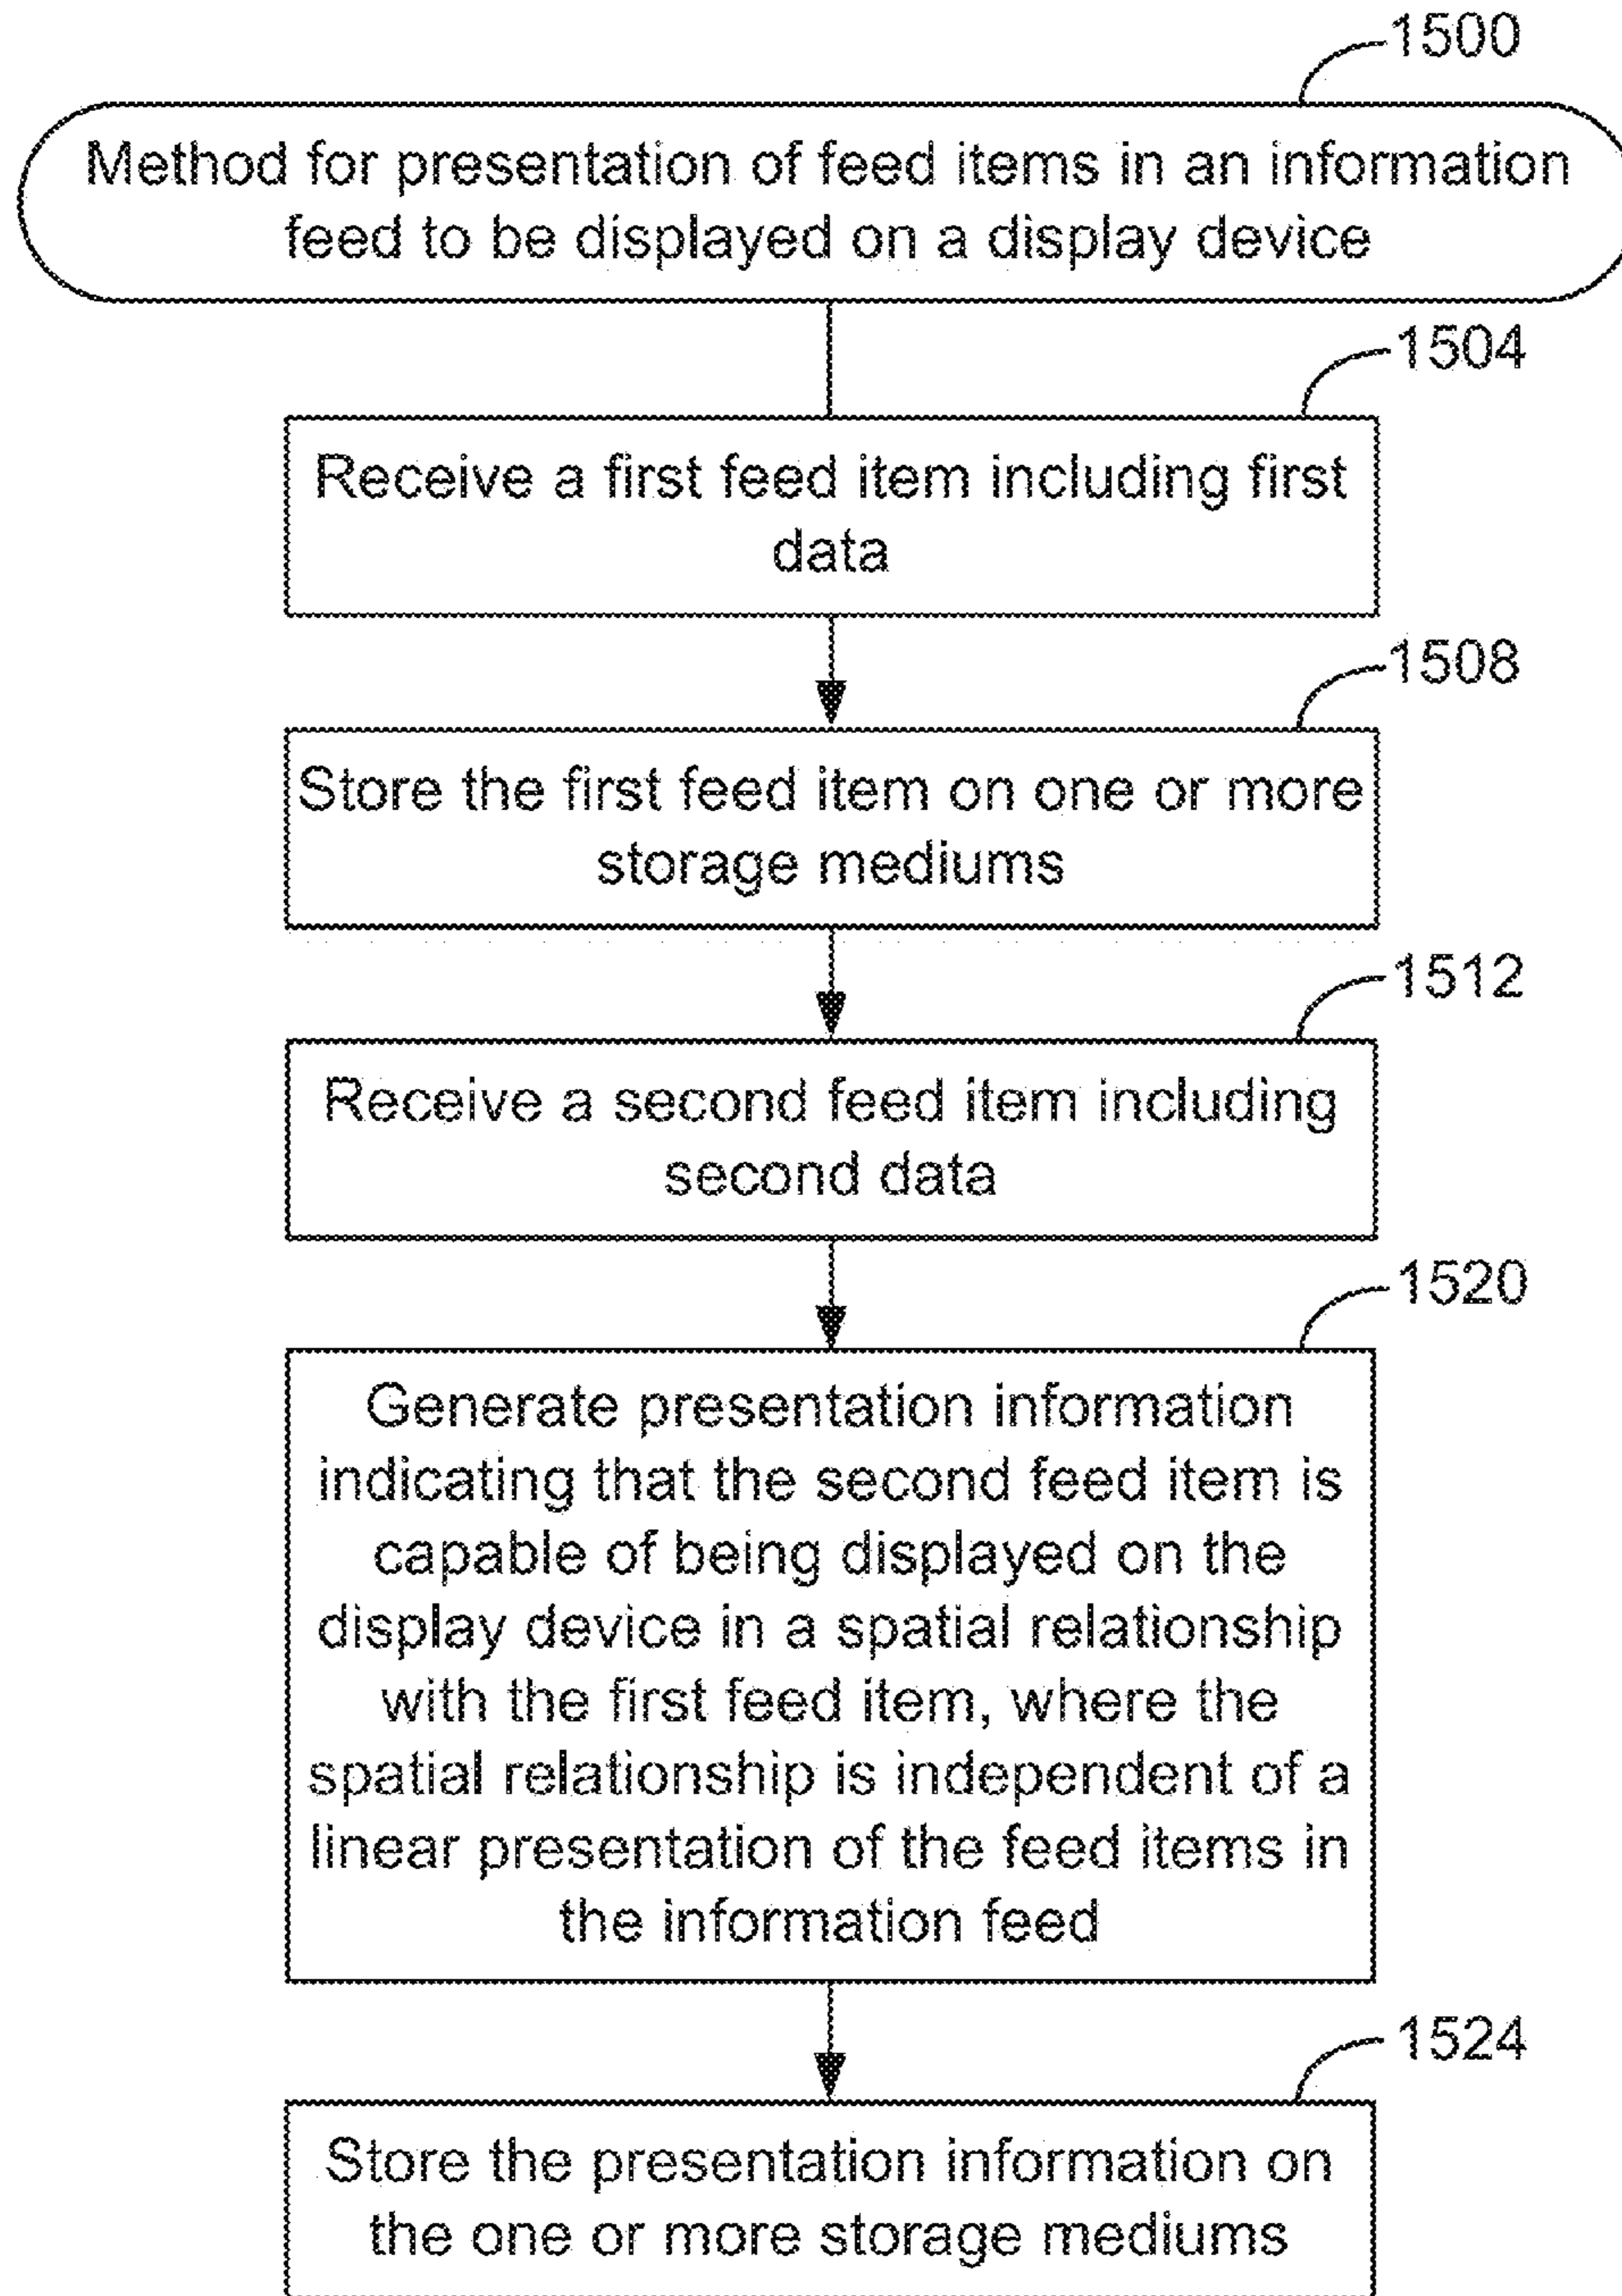 1500
Method for presentation of feed items in an information
feed to be displayed on a display device
1504
Receive a first feed item including first
data
1508
Store the first feed item on one or more
storage mediums
1512
Receive a second feed item including
second data
1520
Generate presentation information
indicating that the second feed item is
capable of being displayed on the
display device in a spatial relationship
with the first feed item, where the
spatial relationship is independent of a
linear presentation of the feed items in
the information feed
1524
Store the presentation information on
the one or more storage mediums